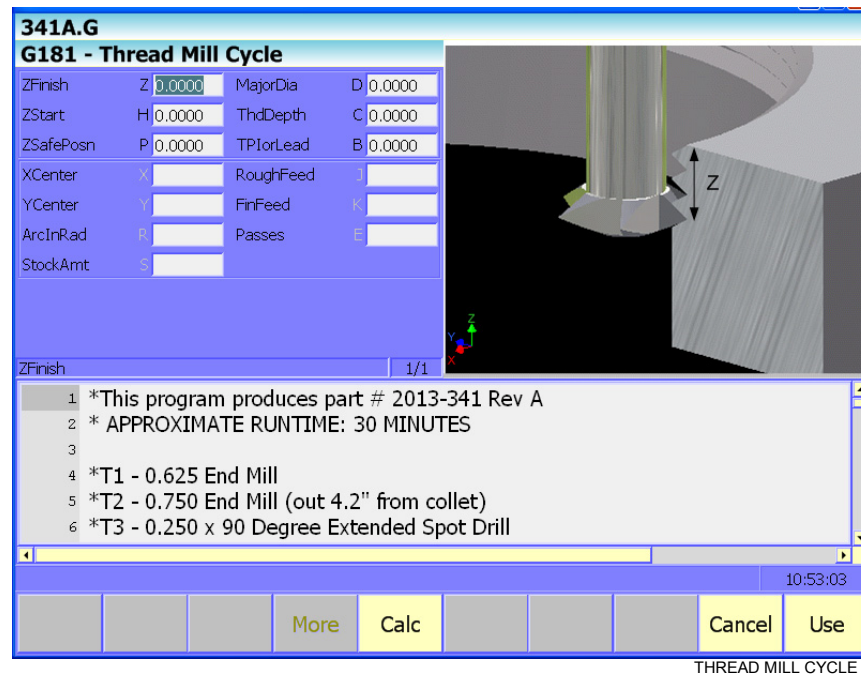 341A.G
G181 - Thread Mill Cycle
ZFinish Z 0.0000 MajorDia D 0.0000
ZStart H 0.0000 ThdDepth C 0.0000
ZSafePosn P 0.0000 TPIorLead B 0.0000
XCenter X RoughFeed J
YCenter Y FinFeed K
ArcInRad R Passes E
StockAmt S
Z
Z
Y
X
ZFinish 1/1
1 *This program produces part # 2013-341 Rev A
2 * APPROXIMATE RUNTIME: 30 MINUTES
3
4 *T1 - 0.625 End Mill
5 *T2 - 0.750 End Mill (out 4.2" from collet)
6 *T3 - 0.250 x 90 Degree Extended Spot Drill
10:53:03
More Calc Cancel Use
THREAD MILL CYCLE